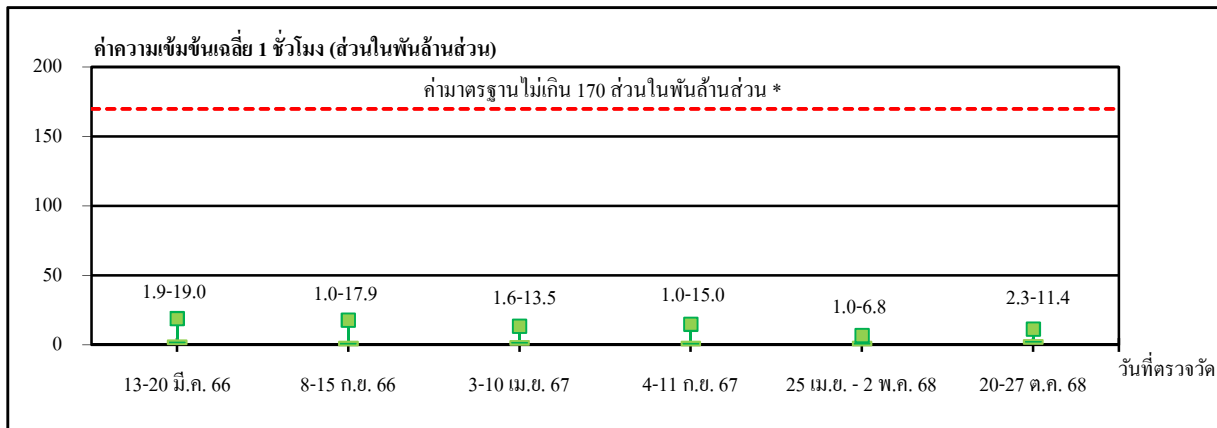 ค่าความเข้มข้นเฉลี่ย 1 ชั่วโมง (ส่วนในพันล้านส่วน)
200
ค่ามาตรฐานไม่เกิน 170 ส่วนในพันล้านส่วน *
150
100
50
1.9-19.0 1.0-17.9 1.6-13.5 1.0-15.0 1.0-6.8 2.3-11.4
0
วันที่ตรวจวัด
13-20 มี.ค. 66 8-15 ก.ย. 66 3-10 เม.ย. 67 4-11 ก.ย. 67 25 เม.ย. - 2 พ.ค. 68 20-27 ต.ค. 68